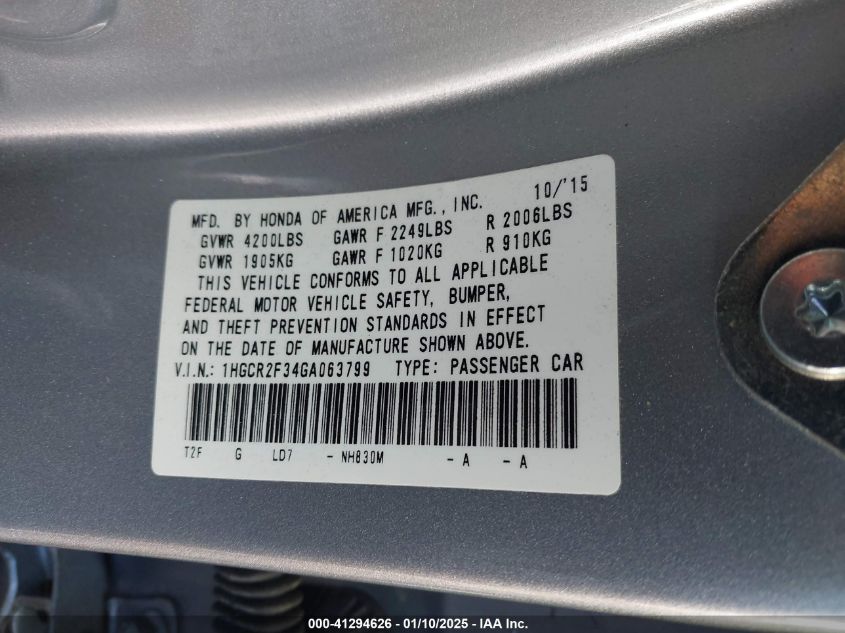 10/'15
MFD. BY HONDA OF AMERICA MFG., INC.
GVWR 4200LBS GAWR F 2249LBS R 2006LBS
GVWR 1905KG GAWR F 1020KG R 910KG
THIS VEHICLE CONFORMS TO ALL APPLICABLE
FEDERAL MOTOR VEHICLE SAFETY, BUMPER,
AND THEFT PREVENTION STANDARDS IN EFFECT
ON THE DATE OF MANUFACTURE SHOWN ABOVE.
V.I.N.: 1HGCR2F34GA063799 TYPE: PASSENGER CAR
T2F G LD7 - NH830M - A - A
000-41294626 - 01/10/2025 - IAA Inc.